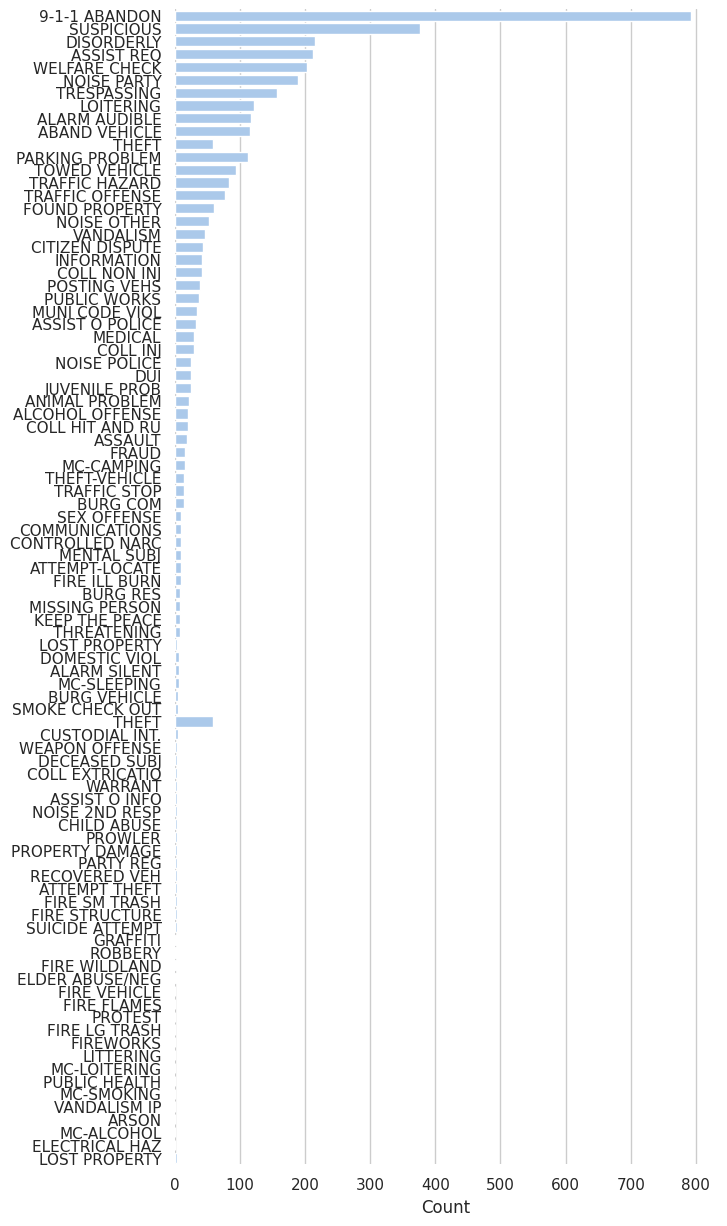 9-1-1 ABANDON
SUSPICIOUS
DISORDERLY
ASSIST REQ
WELFARE CHECK
NOISE PARTY
TRESPASSING
LOITERING
ALARM AUDIBLE
ABAND VEHICLE
THEFT
PARKING PROBLEM
TOWED VEHICLE
TRAFFIC HAZARD
TRAFFIC OFFENSE
FOUND PROPERTY
NOISE OTHER
VANDALISM
CITIZEN DISPUTE
INFORMATION
COLL NON INJ
POSTING VEHS
PUBLIC WORKS
MUNI CODE VIOL
ASSIST O POLICE
MEDICAL
COLL INJ
NOISE POLICE
DUI
JUVENILE PROB
ANIMAL PROBLEM
ALCOHOL OFFENSE
COLL HIT AND RU
ASSAULT
FRAUD
MC-CAMPING
THEFT-VEHICLE
TRAFFIC STOP
BURG COM
SEX OFFENSE
COMMUNICATIONS
CONTROLLED NARC
MENTAL SUBJ
ATTEMPT-LOCATE
FIRE ILL BURN
BURG RES
MISSING PERSON
KEEP THE PEACE
THREATENING
LOST PROPERTY
DOMESTIC VIOL
ALARM SILENT
MC-SLEEPING
BURG VEHICLE
SMOKE CHECK OUT
THEFT
CUSTODIAL INT.
WEAPON OFFENSE
DECEASED SUBJ
COLL EXTRICATIO
WARRANT
ASSIST O INFO
NOISE 2ND RESP
CHILD ABUSE
PROWLER
PROPERTY DAMAGE
PARTY REG
RECOVERED VEH
ATTEMPT THEFT
FIRE SM TRASH
FIRE STRUCTURE
SUICIDE ATTEMPT
GRAFFITI
ROBBERY
FIRE WILDLAND
ELDER ABUSE/NEG
FIRE VEHICLE
FIRE FLAMES
PROTEST
FIRE LG TRASH
FIREWORKS
LITTERING
MC-LOITERING
PUBLIC HEALTH
MC-SMOKING
VANDALISM IP
ARSON
MC-ALCOHOL
ELECTRICAL HAZ
LOST PROPERTY
0 100 200 300 400 500 600 700 800
Count